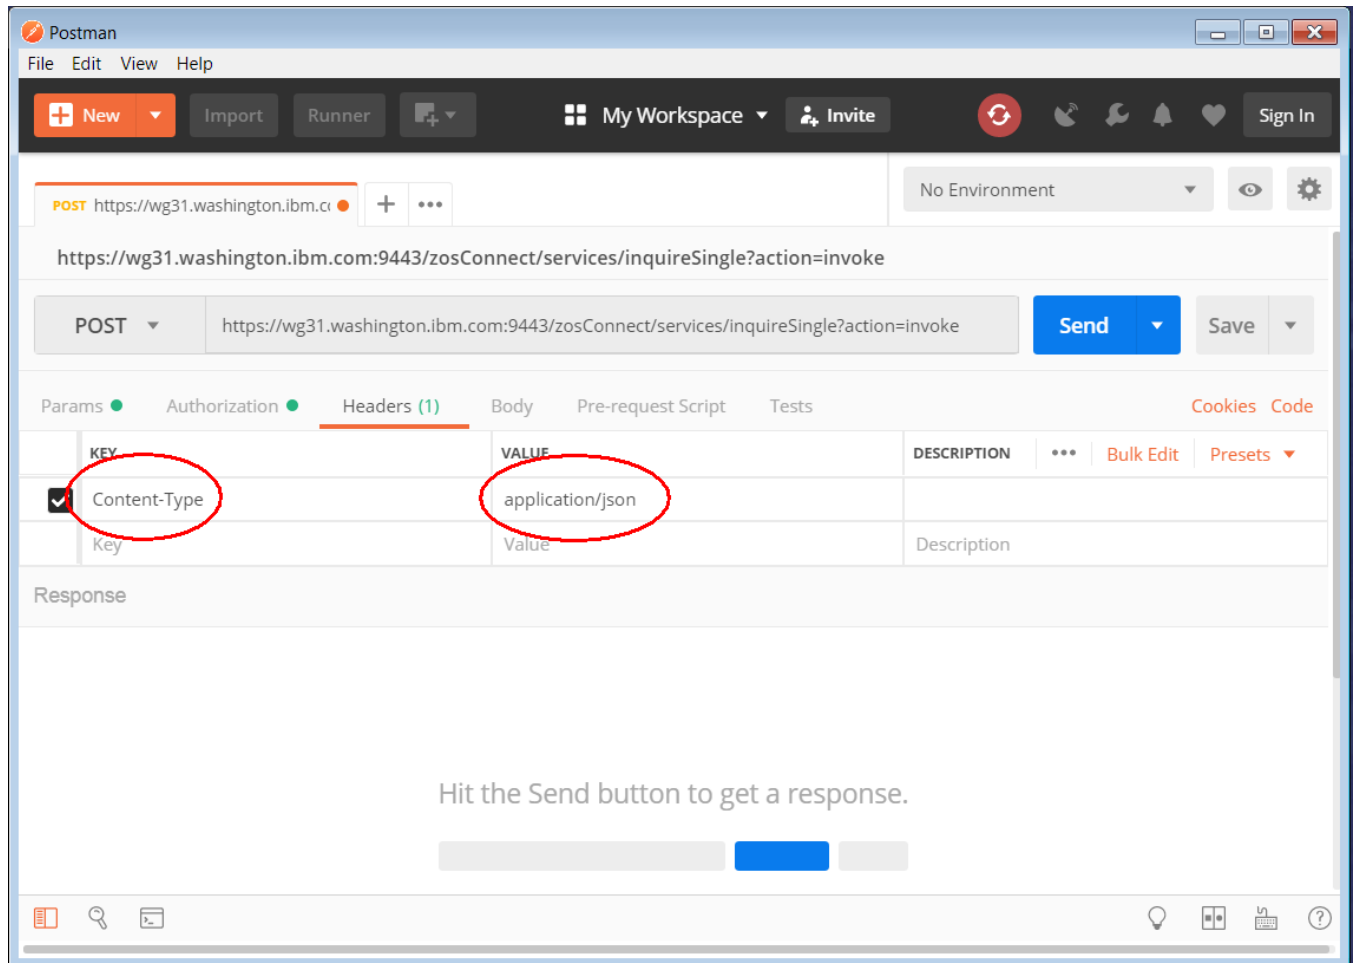 Postman
File Edit View Help
New Import Runner My Workspace Invite Sign In
POST https://wg31.washington.ibm.c No Environment
https://wg31.washington.ibm.com:9443/zosConnect/services/inquireSingle?action=invoke
POST https://wg31.washington.ibm.com:9443/zosConnect/services/inquireSingle?action=invoke Send Save
Params Authorization Headers (1) Body Pre-request Script Tests Cookies Code
KEY VALUE DESCRIPTION Bulk Edit Presets
Content-Type application/json
Key Value Description
Response
Hit the Send button to get a response.